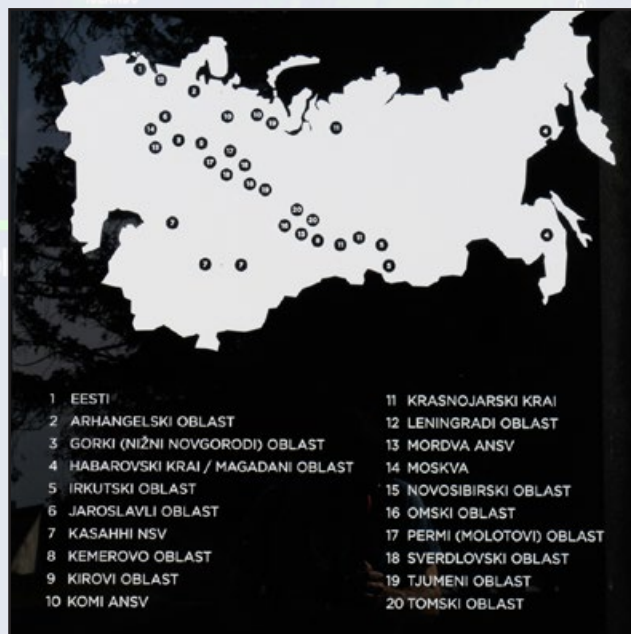 1 EESTI
2 ARHANGELSKI OBLAST
3 GORKI (NIŽNI NOVGORODI) OBLAST
4 HABAROVSKI KRAI / MAGADANI OBLAST
5 IRKUTSKI OBLAST
6 JAROSLAVLI OBLAST
7 KASAHHI NSV
8 KEMEROVO OBLAST
9 KIROVI OBLAST
10 KOMI ANSV
11 KRASNOJARSKI KRAI
12 LENINGRADI OBLAST
13 MORDVA ANSV
14 MOSKVA
15 NOVOSIBIRSKI OBLAST
16 OMSKI OBLAST
17 PERMI (MOLOTOVI) OBLAST
18 SVERDLOVSKI OBLAST
19 TJUMENI OBLAST
20 TOMSKI OBLAST